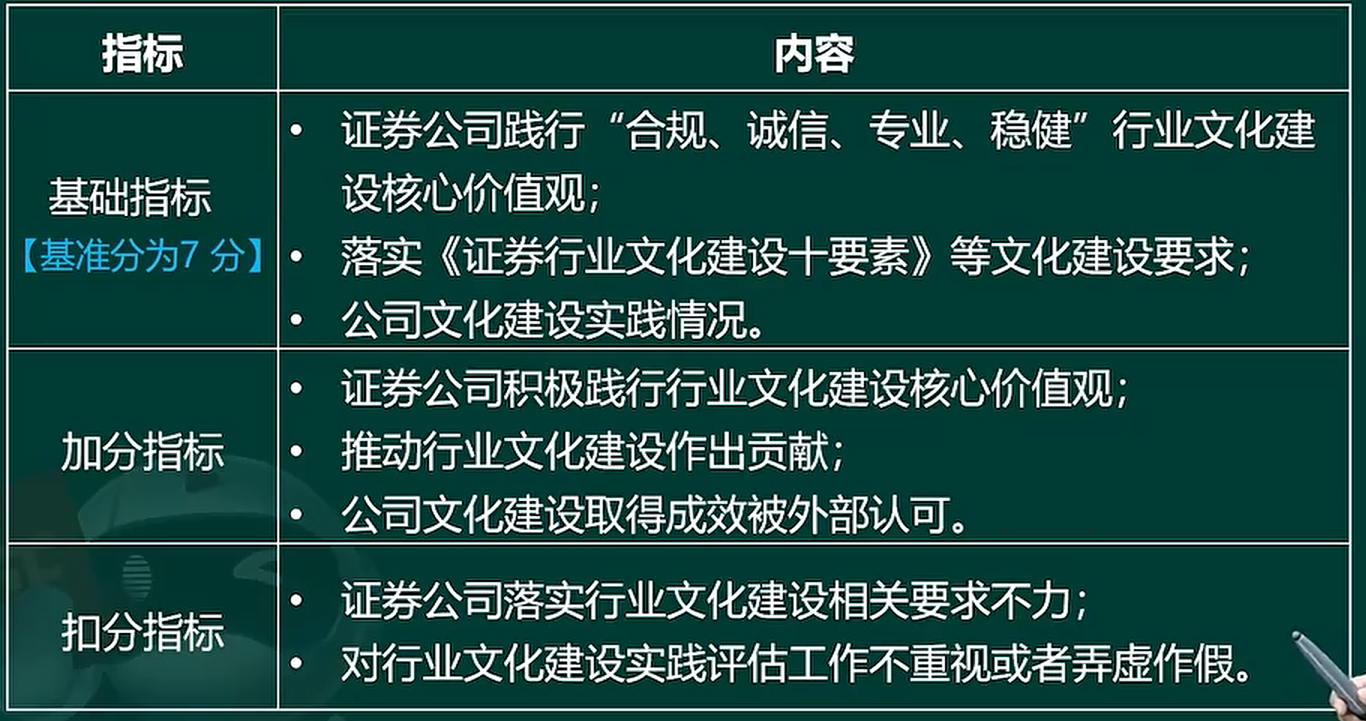 指标
内容
基础指标
【基准分为7 分】
• 证券公司践行“合规、诚信、专业、稳健”行业文化建
设核心价值观；
• 落实《证券行业文化建设十要素》等文化建设要求；
• 公司文化建设实践情况。
加分指标
• 证券公司积极践行行业文化建设核心价值观；
• 推动行业文化建设作出贡献；
• 公司文化建设取得成效被外部认可。
扣分指标
• 证券公司落实行业文化建设相关要求不力；
• 对行业文化建设实践评估工作不重视或者弄虚作假。